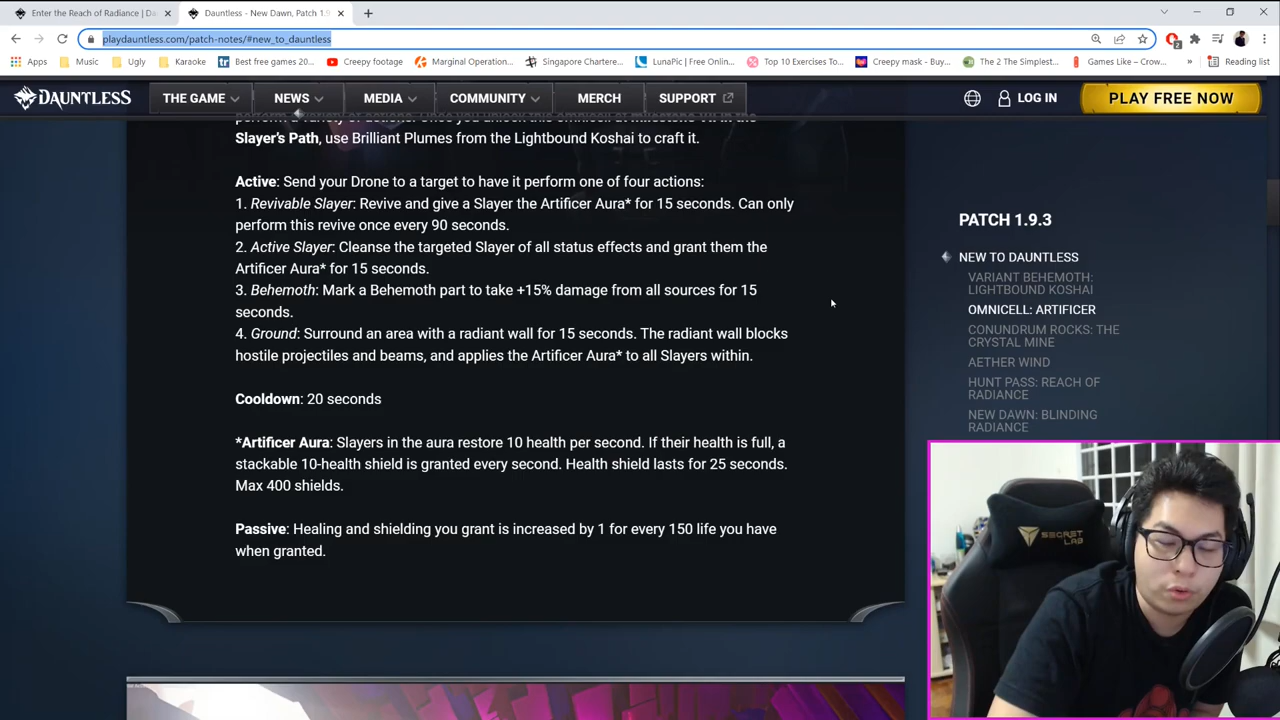 Enter the Reach of Radiance | Da
Dauntless - New Dawn, Patch 1.9
playdauntless.com/patch-notes/#new_to_dauntless
2
Apps
Music
Ugly
Karaoke
Best free games 20...
Creepy footage
Marginal Operation...
Singapore Chartere...
LunaPic | Free Onlin...
Top 10 Exercises To...
Creepy mask - Buy...
The 2 The Simplest...
Games Like – Crow...
»
Reading list
DAUNTLESS
THE GAME
NEWS
MEDIA
COMMUNITY
MERCH
SUPPORT
LOG IN
PLAY FREE NOW
Slayer's Path, use Brilliant Plumes from the Lightbound Koshai to craft it.
Active: Send your Drone to a target to have it perform one of four actions:
1. Revivable Slayer: Revive and give a Slayer the Artificer Aura* for 15 seconds. Can only
perform this revive once every 90 seconds.
2. Active Slayer: Cleanse the targeted Slayer of all status effects and grant them the
Artificer Aura* for 15 seconds.
3. Behemoth: Mark a Behemoth part to take +15% damage from all sources for 15
seconds.
4. Ground: Surround an area with a radiant wall for 15 seconds. The radiant wall blocks
hostile projectiles and beams, and applies the Artificer Aura* to all Slayers within.
Cooldown: 20 seconds
*Artificer Aura: Slayers in the aura restore 10 health per second. If their health is full, a
stackable 10-health shield is granted every second. Health shield lasts for 25 seconds.
Max 400 shields.
Passive: Healing and shielding you grant is increased by 1 for every 150 life you have
when granted.
PATCH 1.9.3
NEW TO DAUNTLESS
VARIANT BEHEMOTH:
LIGHTBOUND KOSHAI
OMNICELL: ARTIFICER
CONUNDRUM ROCKS: THE
CRYSTAL MINE
AETHER WIND
HUNT PASS: REACH OF
RADIANCE
NEW DAWN: BLINDING
RADIANCE
SECRET
LAB